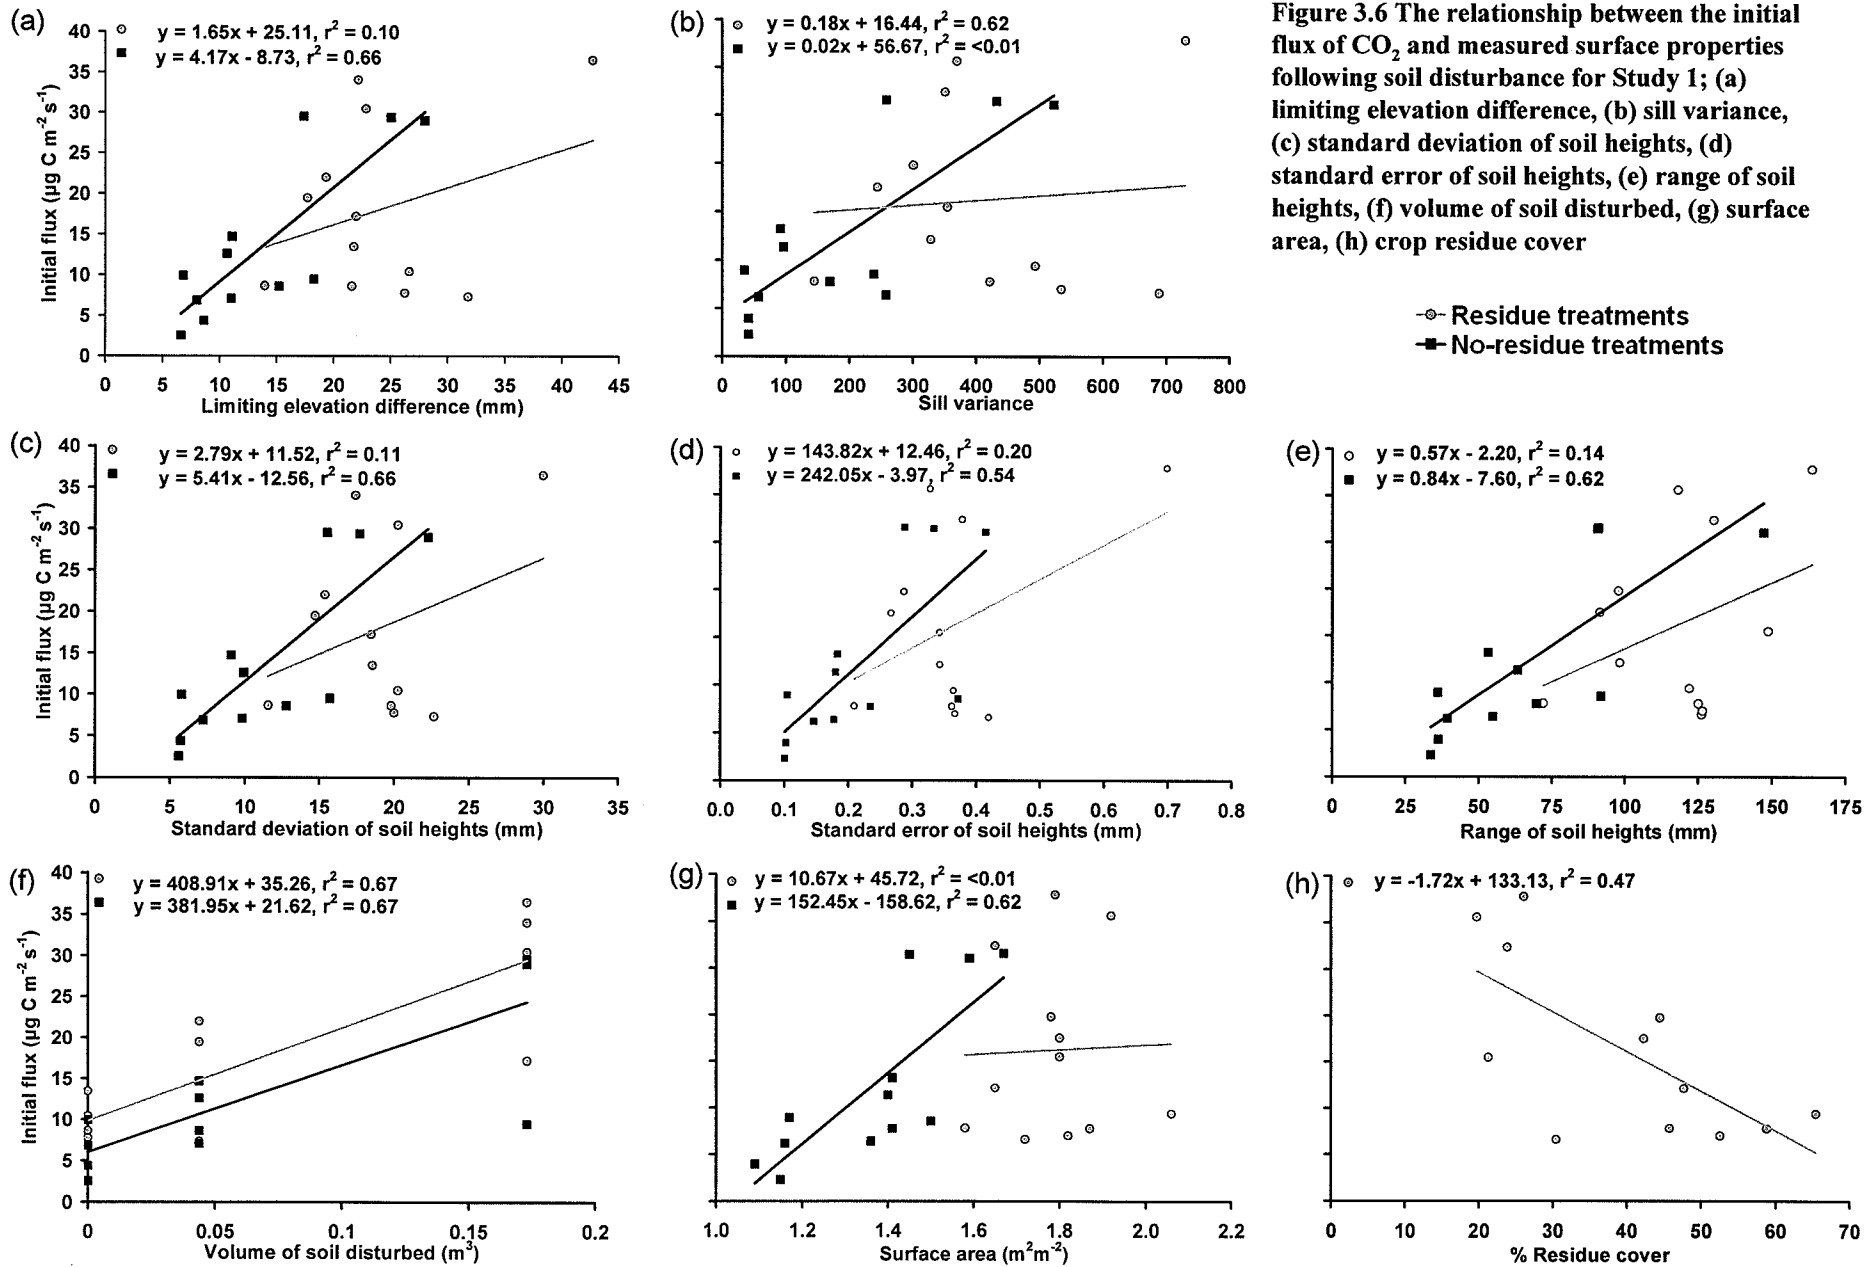 (a)
y = 1.65x + 25.11, r² = 0.10
y = 4.17x - 8.73, r² = 0.66
Initial flux (µg C m⁻² s⁻¹)
40
35
30
25
20
15
10
5
0
0 5 10 15 20 25 30 35 40 45
Limiting elevation difference (mm)
(b)
y = 0.18x + 16.44, r² = 0.62
y = 0.02x + 56.67, r² = <0.01
0 100 200 300 400 500 600 700 800
Sill variance
Figure 3.6 The relationship between the initial
flux of CO₂ and measured surface properties
following soil disturbance for Study 1; (a)
limiting elevation difference, (b) sill variance,
(c) standard deviation of soil heights, (d)
standard error of soil heights, (e) range of soil
heights, (f) volume of soil disturbed, (g) surface
area, (h) crop residue cover
Residue treatments
No-residue treatments
(c)
y = 2.79x + 11.52, r² = 0.11
y = 5.41x - 12.56, r² = 0.66
Initial flux (µg C m⁻² s⁻¹)
40
35
30
25
20
15
10
5
0
0 5 10 15 20 25 30 35
Standard deviation of soil heights (mm)
(d)
y = 143.82x + 12.46, r² = 0.20
y = 242.05x - 3.97, r² = 0.54
0.0 0.1 0.2 0.3 0.4 0.5 0.6 0.7 0.8
Standard error of soil heights (mm)
(e)
y = 0.57x - 2.20, r² = 0.14
y = 0.84x - 7.60, r² = 0.62
0 25 50 75 100 125 150 175
Range of soil heights (mm)
(f)
y = 408.91x + 35.26, r² = 0.67
y = 381.95x + 21.62, r² = 0.67
Initial flux (µg C m⁻² s⁻¹)
40
35
30
25
20
15
10
5
0
0 0.05 0.1 0.15 0.2
Volume of soil disturbed (m³)
(g)
y = 10.67x + 45.72, r² = <0.01
y = 152.45x - 158.62, r² = 0.62
1.0 1.2 1.4 1.6 1.8 2.0 2.2
Surface area (m²m⁻²)
(h)
y = -1.72x + 133.13, r² = 0.47
0 10 20 30 40 50 60 70
% Residue cover